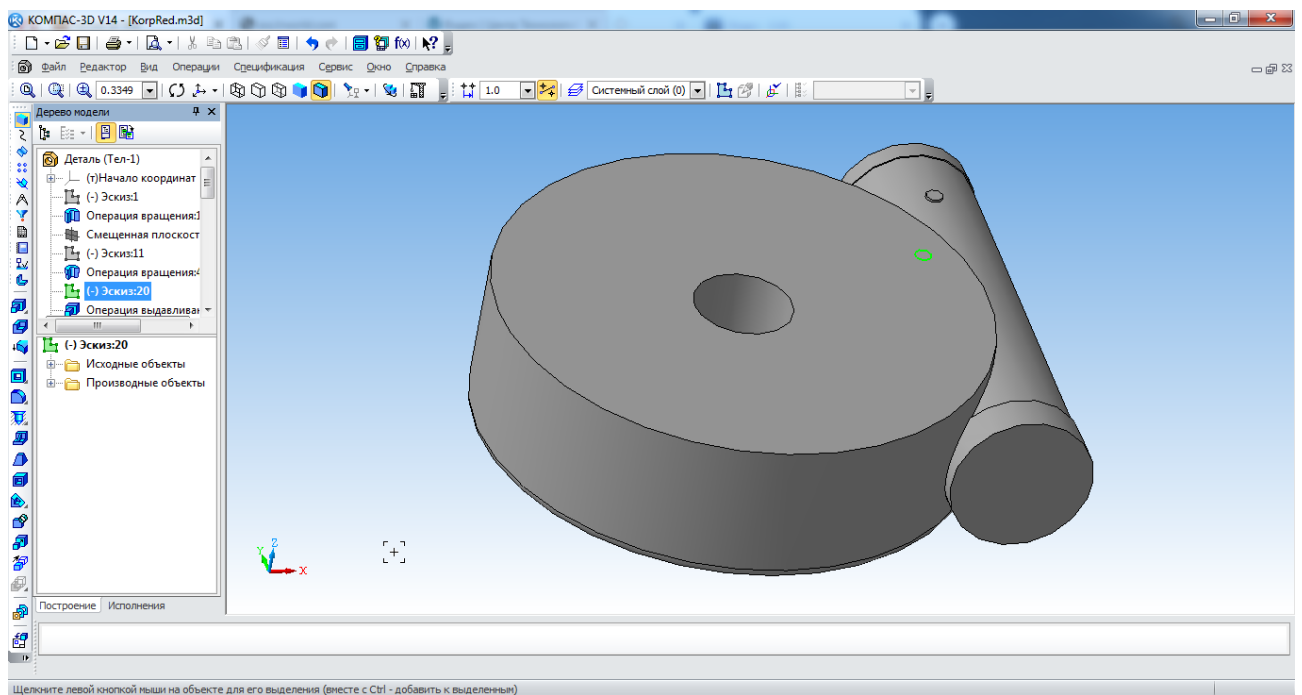 КОМПАС-3D V14 - [KorpRed.m3d]
Файл Редактор Вид Операции Спецификация Сервис Окно Справка
0.3349 1.0 Системный слой (0)
Дерево модели
Деталь (Тел-1)
(т)Начало координат
(-) Эскиз:1
Операция вращения:1
Смещенная плоскост
(-) Эскиз:11
Операция вращения:4
(-) Эскиз:20
Операция выдавливан
(-) Эскиз:20
Исходные объекты
Производные объекты
Z
Y
X
Построение Исполнения
Щелкните левой кнопкой мыши на объекте для его выделения (вместе с Ctrl - добавить к выделенным)